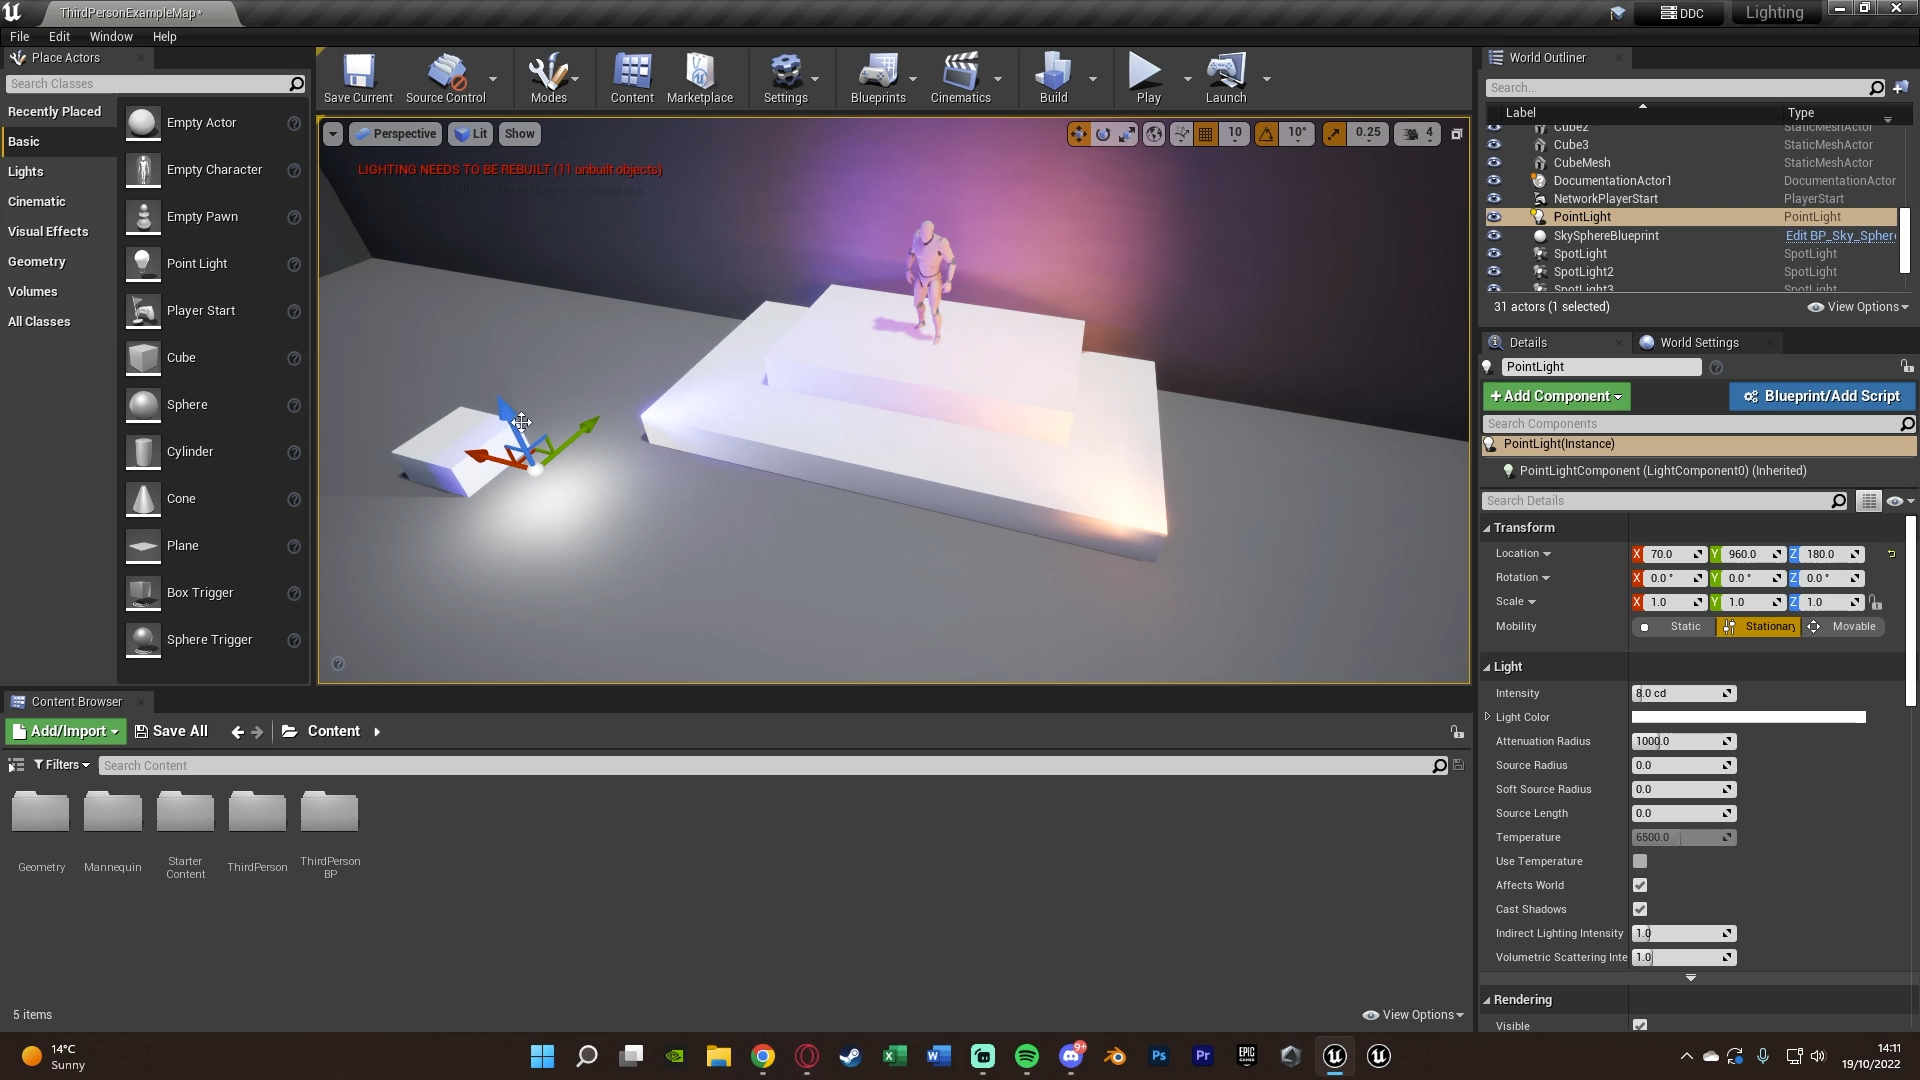 ThirdPersonExampleMap*
DDC
Lighting
File
Edit
Window
Help
Place Actors
Search Classes
Recently Placed
Basic
Lights
Cinematic
Visual Effects
Geometry
Volumes
All Classes
Empty Actor
Empty Character
Empty Pawn
Point Light
Player Start
Cube
Sphere
Cylinder
Cone
Plane
Box Trigger
Sphere Trigger
Save Current
Source Control
Modes
Content
Marketplace
Settings
Blueprints
Cinematics
Build
Play
Launch
Perspective
Lit
Show
10
10°
0.25
4
LIGHTING NEEDS TO BE REBUILT (11 unbuilt objects)
World Outliner
Search...
Label
Type
Cube2
StaticMeshActor
Cube3
StaticMeshActor
CubeMesh
StaticMeshActor
DocumentationActor1
DocumentationActor
NetworkPlayerStart
PlayerStart
PointLight
PointLight
SkySphereBlueprint
Edit BP_Sky_Spher
SpotLight
SpotLight
SpotLight2
SpotLight
SpotLight3
SpotLight
31 actors (1 selected)
View Options
Details
World Settings
PointLight
+Add Component
Blueprint/Add Script
Search Components
PointLight(Instance)
PointLightComponent (LightComponent0) (Inherited)
Search Details
Transform
Location
X 70.0
Y 960.0
Z 180.0
Rotation
X 0.0 °
Y 0.0 °
Z 0.0 °
Scale
X 1.0
Y 1.0
Z 1.0
Mobility
Static
Stationary
Movable
Light
Intensity
8.0 cd
Light Color
Attenuation Radius
1000.0
Source Radius
0.0
Soft Source Radius
0.0
Source Length
0.0
Temperature
6500.0
Use Temperature
Affects World
Cast Shadows
Indirect Lighting Intensity
1.0
Volumetric Scattering Inte
1.0
Rendering
Visible
Content Browser
Add/Import
Save All
Content
Filters
Search Content
Geometry
Mannequin
Starter
Content
ThirdPerson
ThirdPerson
BP
5 items
View Options
14°C
Sunny
9+
Ps
Pr
EPIC
GAMES
14:11
19/10/2022